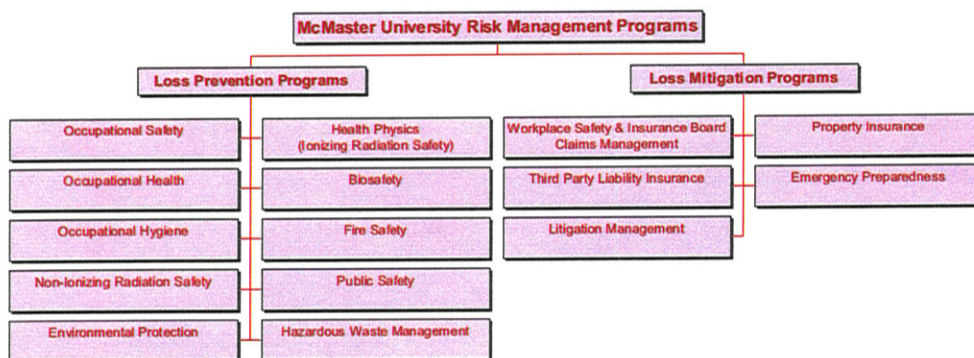 McMaster University Risk Management Programs
Loss Prevention Programs
Loss Mitigation Programs
Occupational Safety
Health Physics
(Ionizing Radiation Safety)
Occupational Health
Biosafety
Occupational Hygiene
Fire Safety
Non-Ionizing Radiation Safety
Public Safety
Environmental Protection
Hazardous Waste Management
Workplace Safety & Insurance Board
Claims Management
Property Insurance
Third Party Liability Insurance
Emergency Preparedness
Litigation Management